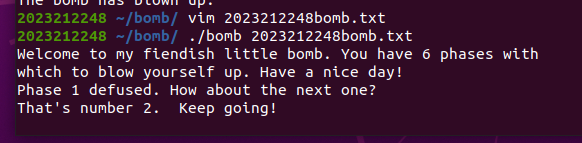 The bomb has blown up.
2023212248 ~/bomb/ vim 2023212248bomb.txt
2023212248 ~/bomb/ ./bomb 2023212248bomb.txt
Welcome to my fiendish little bomb. You have 6 phases with
which to blow yourself up. Have a nice day!
Phase 1 defused. How about the next one?
That's number 2.  Keep going!